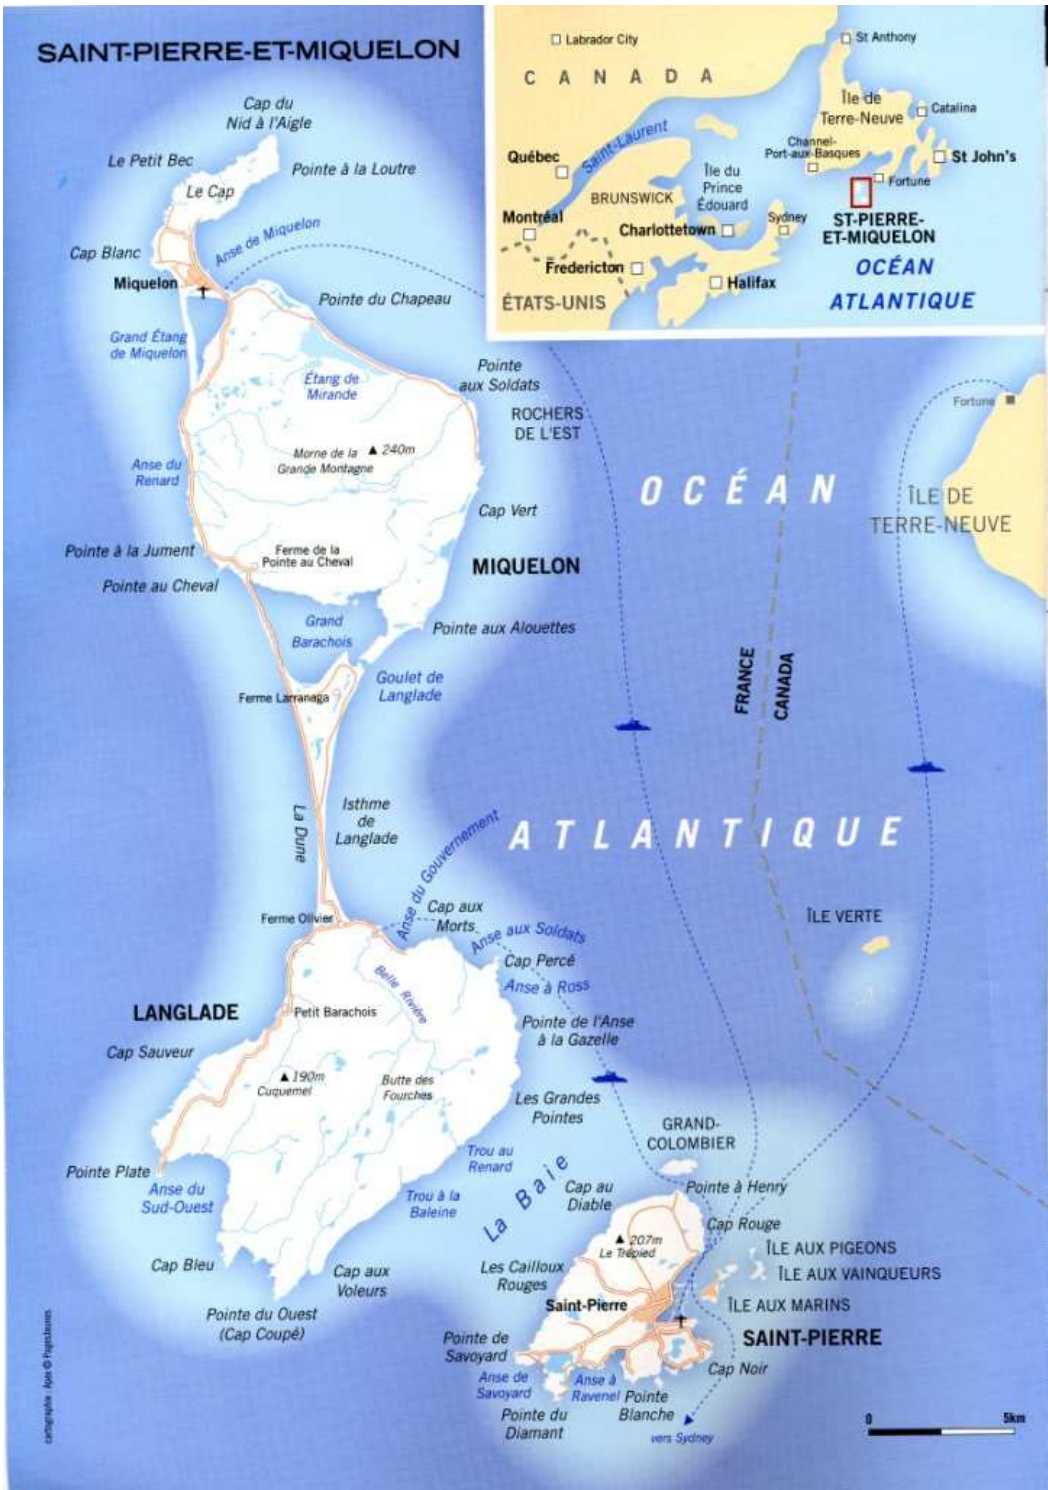 SAINT-PIERRE-ET-MIQUELON
Labrador City
St Anthony
CANADA
Île de
Terre-Neuve
Catalina
Saint-Laurent
Channel-
Port-aux-Basques
Québec
St John's
Île du
Prince
Édouard
Fortune
BRUNSWICK
Montréal
Sydney
ST-PIERRE-
ET-MIQUELON
Charlottetown
Fredericton
Halifax
OCÉAN
ATLANTIQUE
ÉTATS-UNIS
Cap du
Nid à l'Aigle
Le Petit Bec
Pointe à la Loutre
Le Cap
Anse de Miquelon
Cap Blanc
Miquelon
Pointe du Chapeau
Grand Étang
de Miquelon
Pointe
aux Soldats
Étang de
Mirande
Fortune
ROCHERS
DE L'EST
Morne de la
Grande Montagne
240m
Anse du
Renard
OCÉAN
ÎLE DE
TERRE-NEUVE
Cap Vert
Pointe à la Jument
Ferme de la
Pointe au Cheval
MIQUELON
Pointe au Cheval
Grand
Barachois
Pointe aux Alouettes
FRANCE
CANADA
Goulet de
Langlade
Ferme Larranaga
La Dune
Isthme
de
Langlade
ATLANTIQUE
Anse du Gouvernement
Cap aux
Morts
Ferme Olivier
ÎLE VERTE
Anse aux Soldats
Cap Percé
Belle Rivière
Anse à Ross
LANGLADE
Petit Barachois
Pointe de l'Anse
à la Gazelle
Cap Sauveur
190m
Cuquemel
Butte des
Fourches
Les Grandes
Pointes
GRAND-
COLOMBIER
Trou au
Renard
La Baie
Pointe Plate
Anse du
Sud-Ouest
Trou à la
Baleine
Cap au
Diable
Pointe à Henry
Cap Rouge
207m
Le Trépied
ÎLE AUX PIGEONS
Cap Bleu
Cap aux
Voleurs
Les Cailloux
Rouges
ÎLE AUX VAINQUEURS
Saint-Pierre
ÎLE AUX MARINS
Pointe du Ouest
(Cap Coupé)
SAINT-PIERRE
Pointe de
Savoyard
Cap Noir
Anse de
Savoyard
Anse à
Ravenel
Pointe
Blanche
Pointe du
Diamant
vers Sydney
0
5km
cartographie : Apex © PagesJaunes